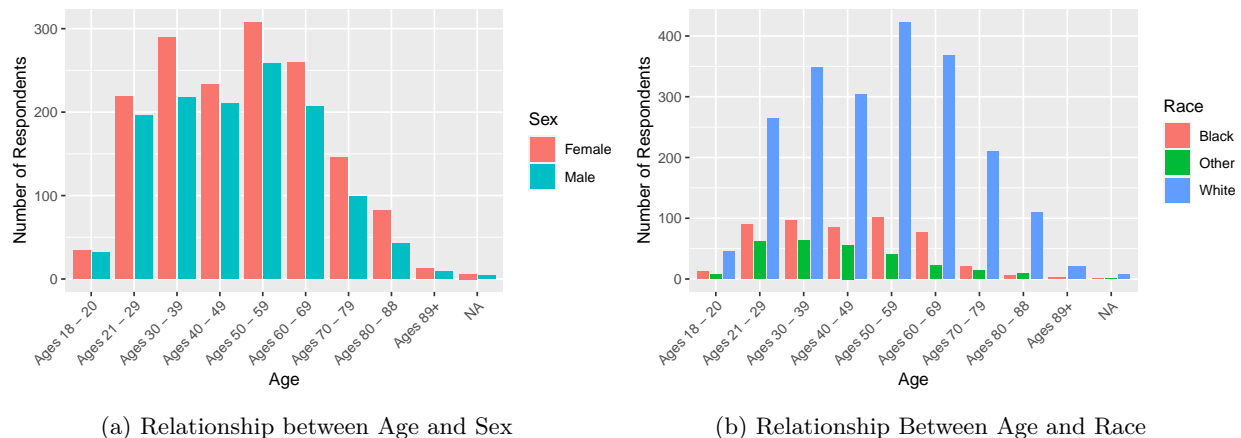 300
200
100
0
Number of Respondents
Ages 18 – 20
Ages 21 – 29
Ages 30 – 39
Ages 40 – 49
Ages 50 – 59
Ages 60 – 69
Ages 70 – 79
Ages 80 – 88
Ages 89+
NA
Age
Sex
Female
Male
(a) Relationship between Age and Sex
400
300
200
100
0
Number of Respondents
Ages 18 – 20
Ages 21 – 29
Ages 30 – 39
Ages 40 – 49
Ages 50 – 59
Ages 60 – 69
Ages 70 – 79
Ages 80 – 88
Ages 89+
NA
Age
Race
Black
Other
White
(b) Relationship Between Age and Race